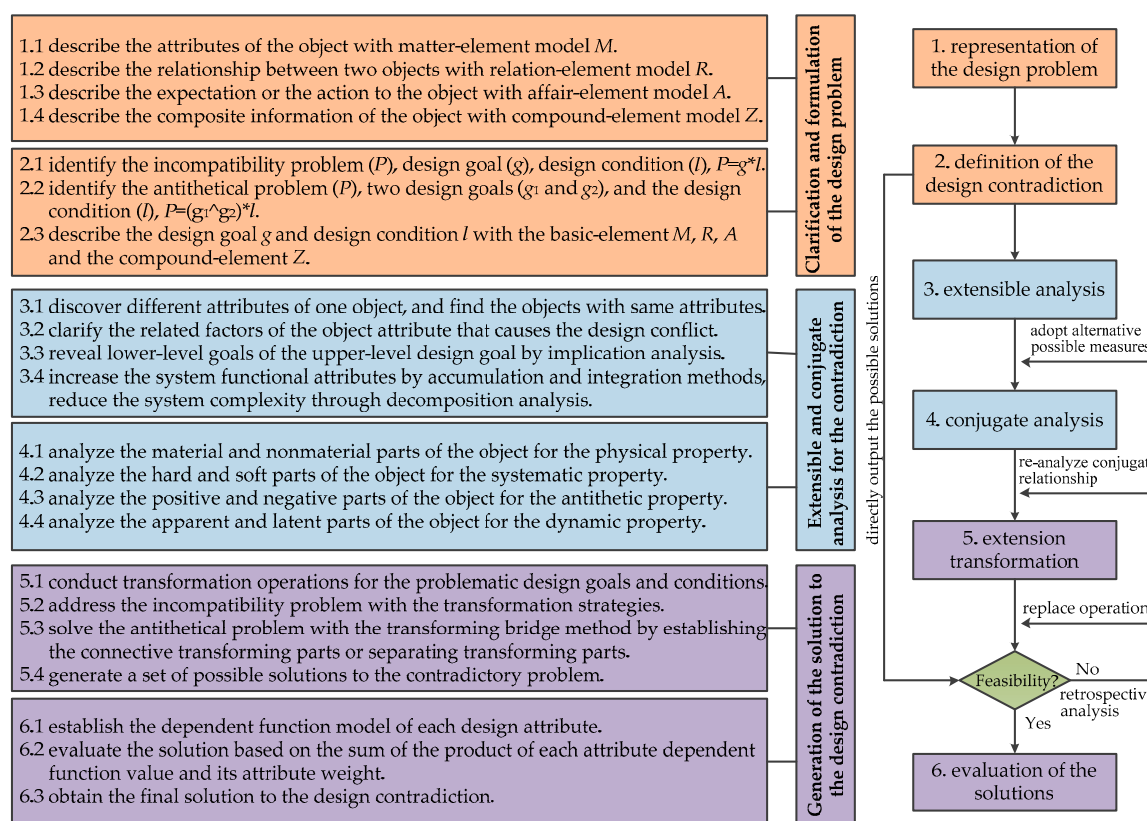 1.1 describe the attributes of the object with matter-element model M.
1.2 describe the relationship between two objects with relation-element model R.
1.3 describe the expectation or the action to the object with affair-element model A.
1.4 describe the composite information of the object with compound-element model Z.
2.1 identify the incompatibility problem (P), design goal (g), design condition (l), P=g*l.
2.2 identify the antithetical problem (P), two design goals (g1 and g2), and the design
condition (l), P=(g1^g2)*l.
2.3 describe the design goal g and design condition l with the basic-element M, R, A
and the compound-element Z.
Clarification and formulation
of the design problem
3.1 discover different attributes of one object, and find the objects with same attributes.
3.2 clarify the related factors of the object attribute that causes the design conflict.
3.3 reveal lower-level goals of the upper-level design goal by implication analysis.
3.4 increase the system functional attributes by accumulation and integration methods,
reduce the system complexity through decomposition analysis.
4.1 analyze the material and nonmaterial parts of the object for the physical property.
4.2 analyze the hard and soft parts of the object for the systematic property.
4.3 analyze the positive and negative parts of the object for the antithetic property.
4.4 analyze the apparent and latent parts of the object for the dynamic property.
Extensible and conjugate
analysis for the contradiction
5.1 conduct transformation operations for the problematic design goals and conditions.
5.2 address the incompatibility problem with the transformation strategies.
5.3 solve the antithetical problem with the transforming bridge method by establishing
the connective transforming parts or separating transforming parts.
5.4 generate a set of possible solutions to the contradictory problem.
6.1 establish the dependent function model of each design attribute.
6.2 evaluate the solution based on the sum of the product of each attribute dependent
function value and its attribute weight.
6.3 obtain the final solution to the design contradiction.
Generation of the solution to
the design contradiction
1. representation of
the design problem
2. definition of the
design contradiction
directly output the possible solutions
3. extensible analysis
adopt alternative
possible measures
4. conjugate analysis
re-analyze conjugat
relationship
5. extension
transformation
replace operation
Feasibility?
No
retrospectiv
analysis
Yes
6. evaluation of the
solutions